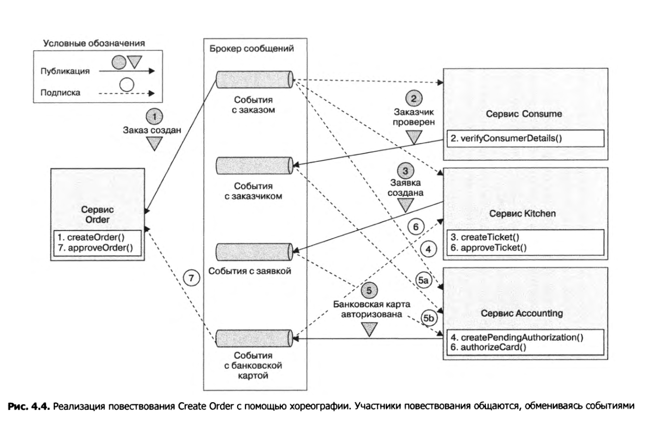 Условные обозначения
Публикация
Подписка
Брокер сообщений
События
с заказом
События
с заказчиком
События с заявкой
События
с банковской
картой
1
Заказ создан
2
Заказчик
проверен
3
Заявка
создана
6
4
5a
5
5b
Банковская карта
авторизована
7
Сервис
Order
1. createOrder()
7. approveOrder()
Сервис Consume
2. verifyConsumerDetails()
Сервис Kitchen
3. createTicket()
6. approveTicket()
Сервис Accounting
4. createPendingAuthorization()
6. authorizeCard()
Рис. 4.4. Реализация повествования Create Order с помощью хореографии. Участники повествования общаются, обмениваясь событиями